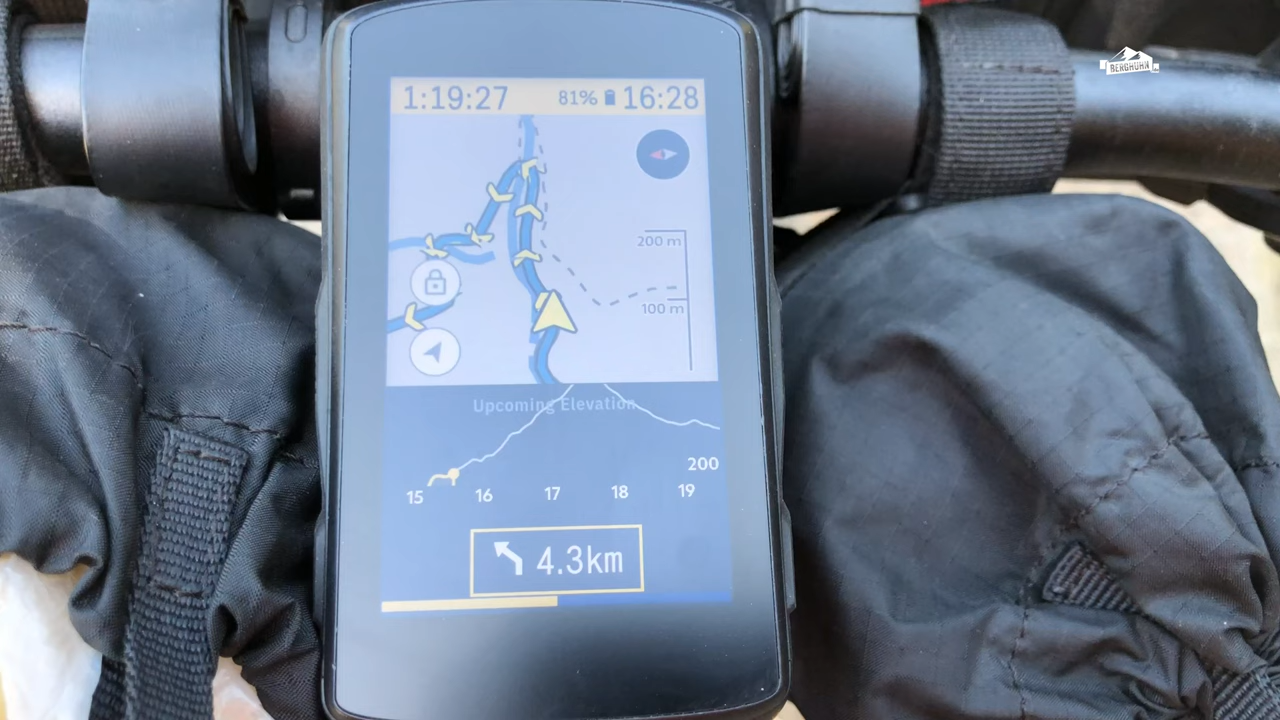 BERGHUHN
1:19:27 81% 16:28
200 m
100 m
Upcoming Elevation
200
15 16 17 18 19
4.3km